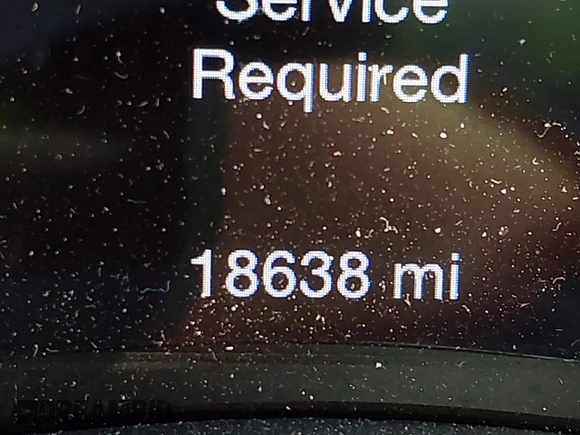 Service
Required
18638 mi